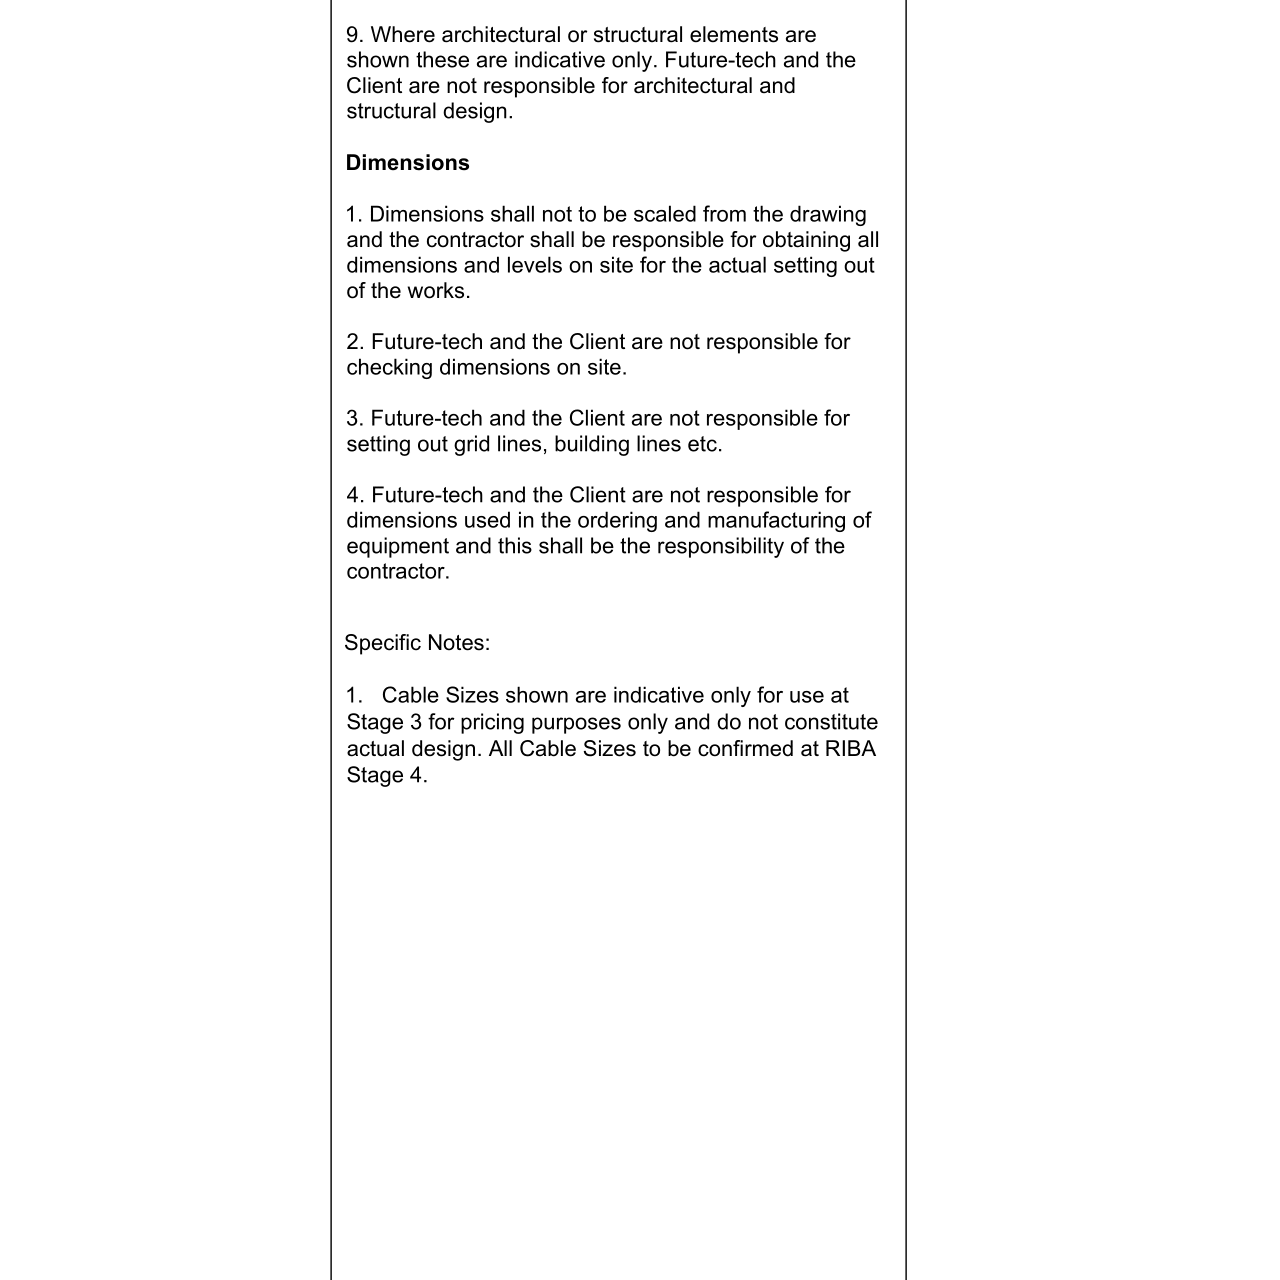 9. Where architectural or structural elements are
shown these are indicative only. Future-tech and the
Client are not responsible for architectural and
structural design.
Dimensions
1. Dimensions shall not to be scaled from the drawing
and the contractor shall be responsible for obtaining all
dimensions and levels on site for the actual setting out
of the works.
2. Future-tech and the Client are not responsible for
checking dimensions on site.
3. Future-tech and the Client are not responsible for
setting out grid lines, building lines etc.
4. Future-tech and the Client are not responsible for
dimensions used in the ordering and manufacturing of
equipment and this shall be the responsibility of the
contractor.
Specific Notes:
1. Cable Sizes shown are indicative only for use at
Stage 3 for pricing purposes only and do not constitute
actual design. All Cable Sizes to be confirmed at RIBA
Stage 4.